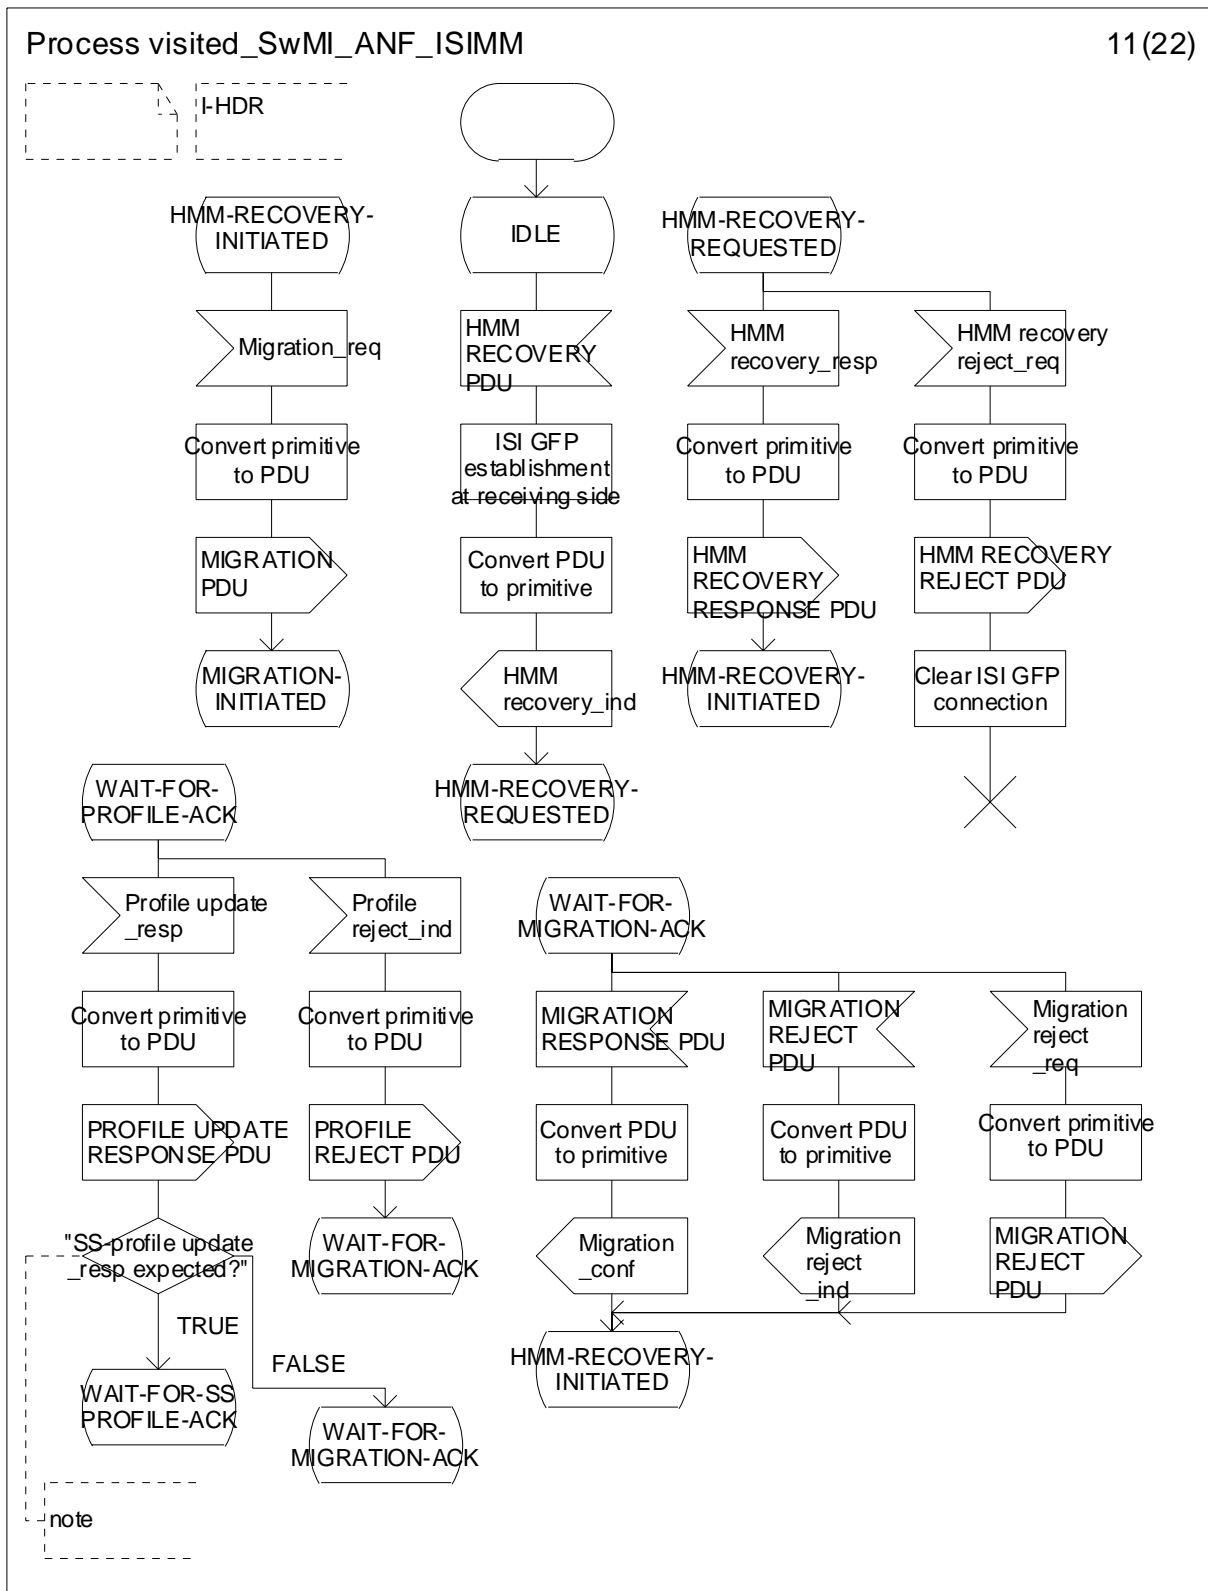 Process visited_SwMI_ANF_ISIMM
11(22)
I-HDR
HMM-RECOVERY-
INITIATED
Migration_req
Convert primitive
to PDU
MIGRATION
PDU
MIGRATION-
INITIATED
IDLE
HMM
RECOVERY
PDU
ISI GFP
establishment
at receiving side
Convert PDU
to primitive
HMM
recovery_ind
HMM-RECOVERY-
REQUESTED
HMM-RECOVERY-
REQUESTED
HMM
recovery_resp
Convert primitive
to PDU
HMM
RECOVERY
RESPONSE PDU
HMM-RECOVERY-
INITIATED
HMM recovery
reject_req
Convert primitive
to PDU
HMM RECOVERY
REJECT PDU
Clear ISI GFP
connection
WAIT-FOR-
PROFILE-ACK
Profile update
_resp
Convert primitive
to PDU
PROFILE UPDATE
RESPONSE PDU
"SS-profile update
_resp expected?"
TRUE
FALSE
WAIT-FOR-SS
PROFILE-ACK
WAIT-FOR-
MIGRATION-ACK
note
Profile
reject_ind
Convert primitive
to PDU
PROFILE
REJECT PDU
WAIT-FOR-
MIGRATION-ACK
WAIT-FOR-
MIGRATION-ACK
MIGRATION
RESPONSE PDU
Convert PDU
to primitive
Migration
_conf
HMM-RECOVERY-
INITIATED
MIGRATION
REJECT
PDU
Convert PDU
to primitive
Migration
reject
_ind
Migration
reject
_req
Convert primitive
to PDU
MIGRATION
REJECT
PDU